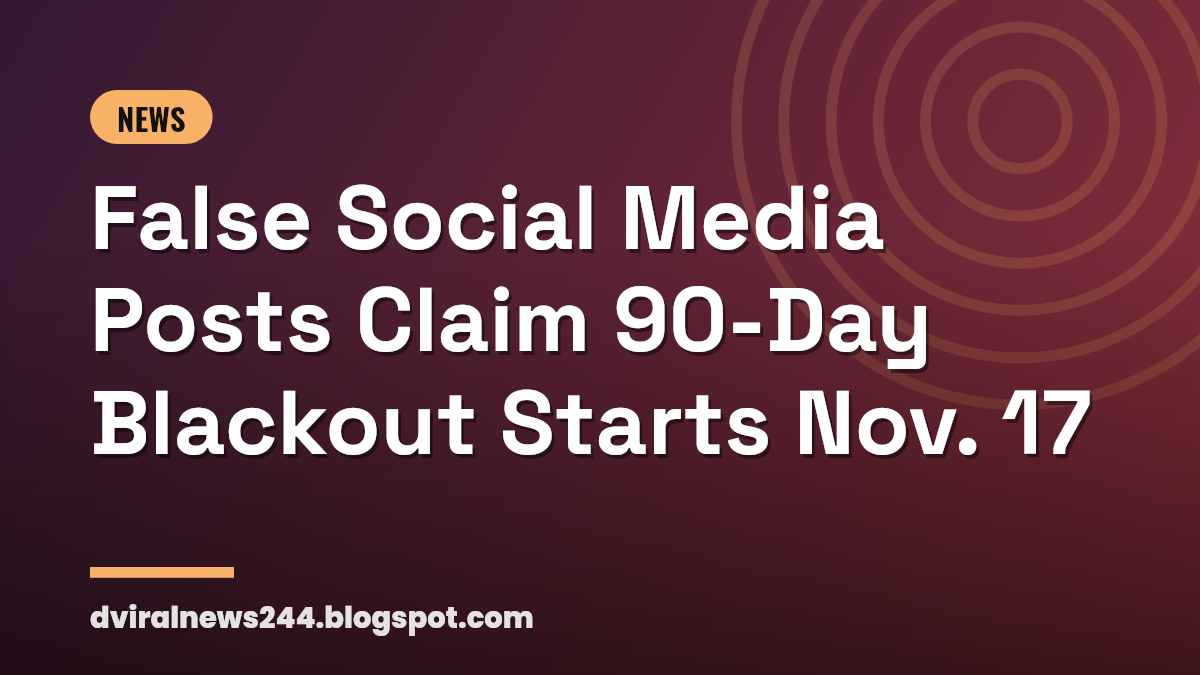 NEWS
False Social Media
Posts Claim 90-Day
Blackout Starts Nov. 17
dviralnews244.blogspot.com